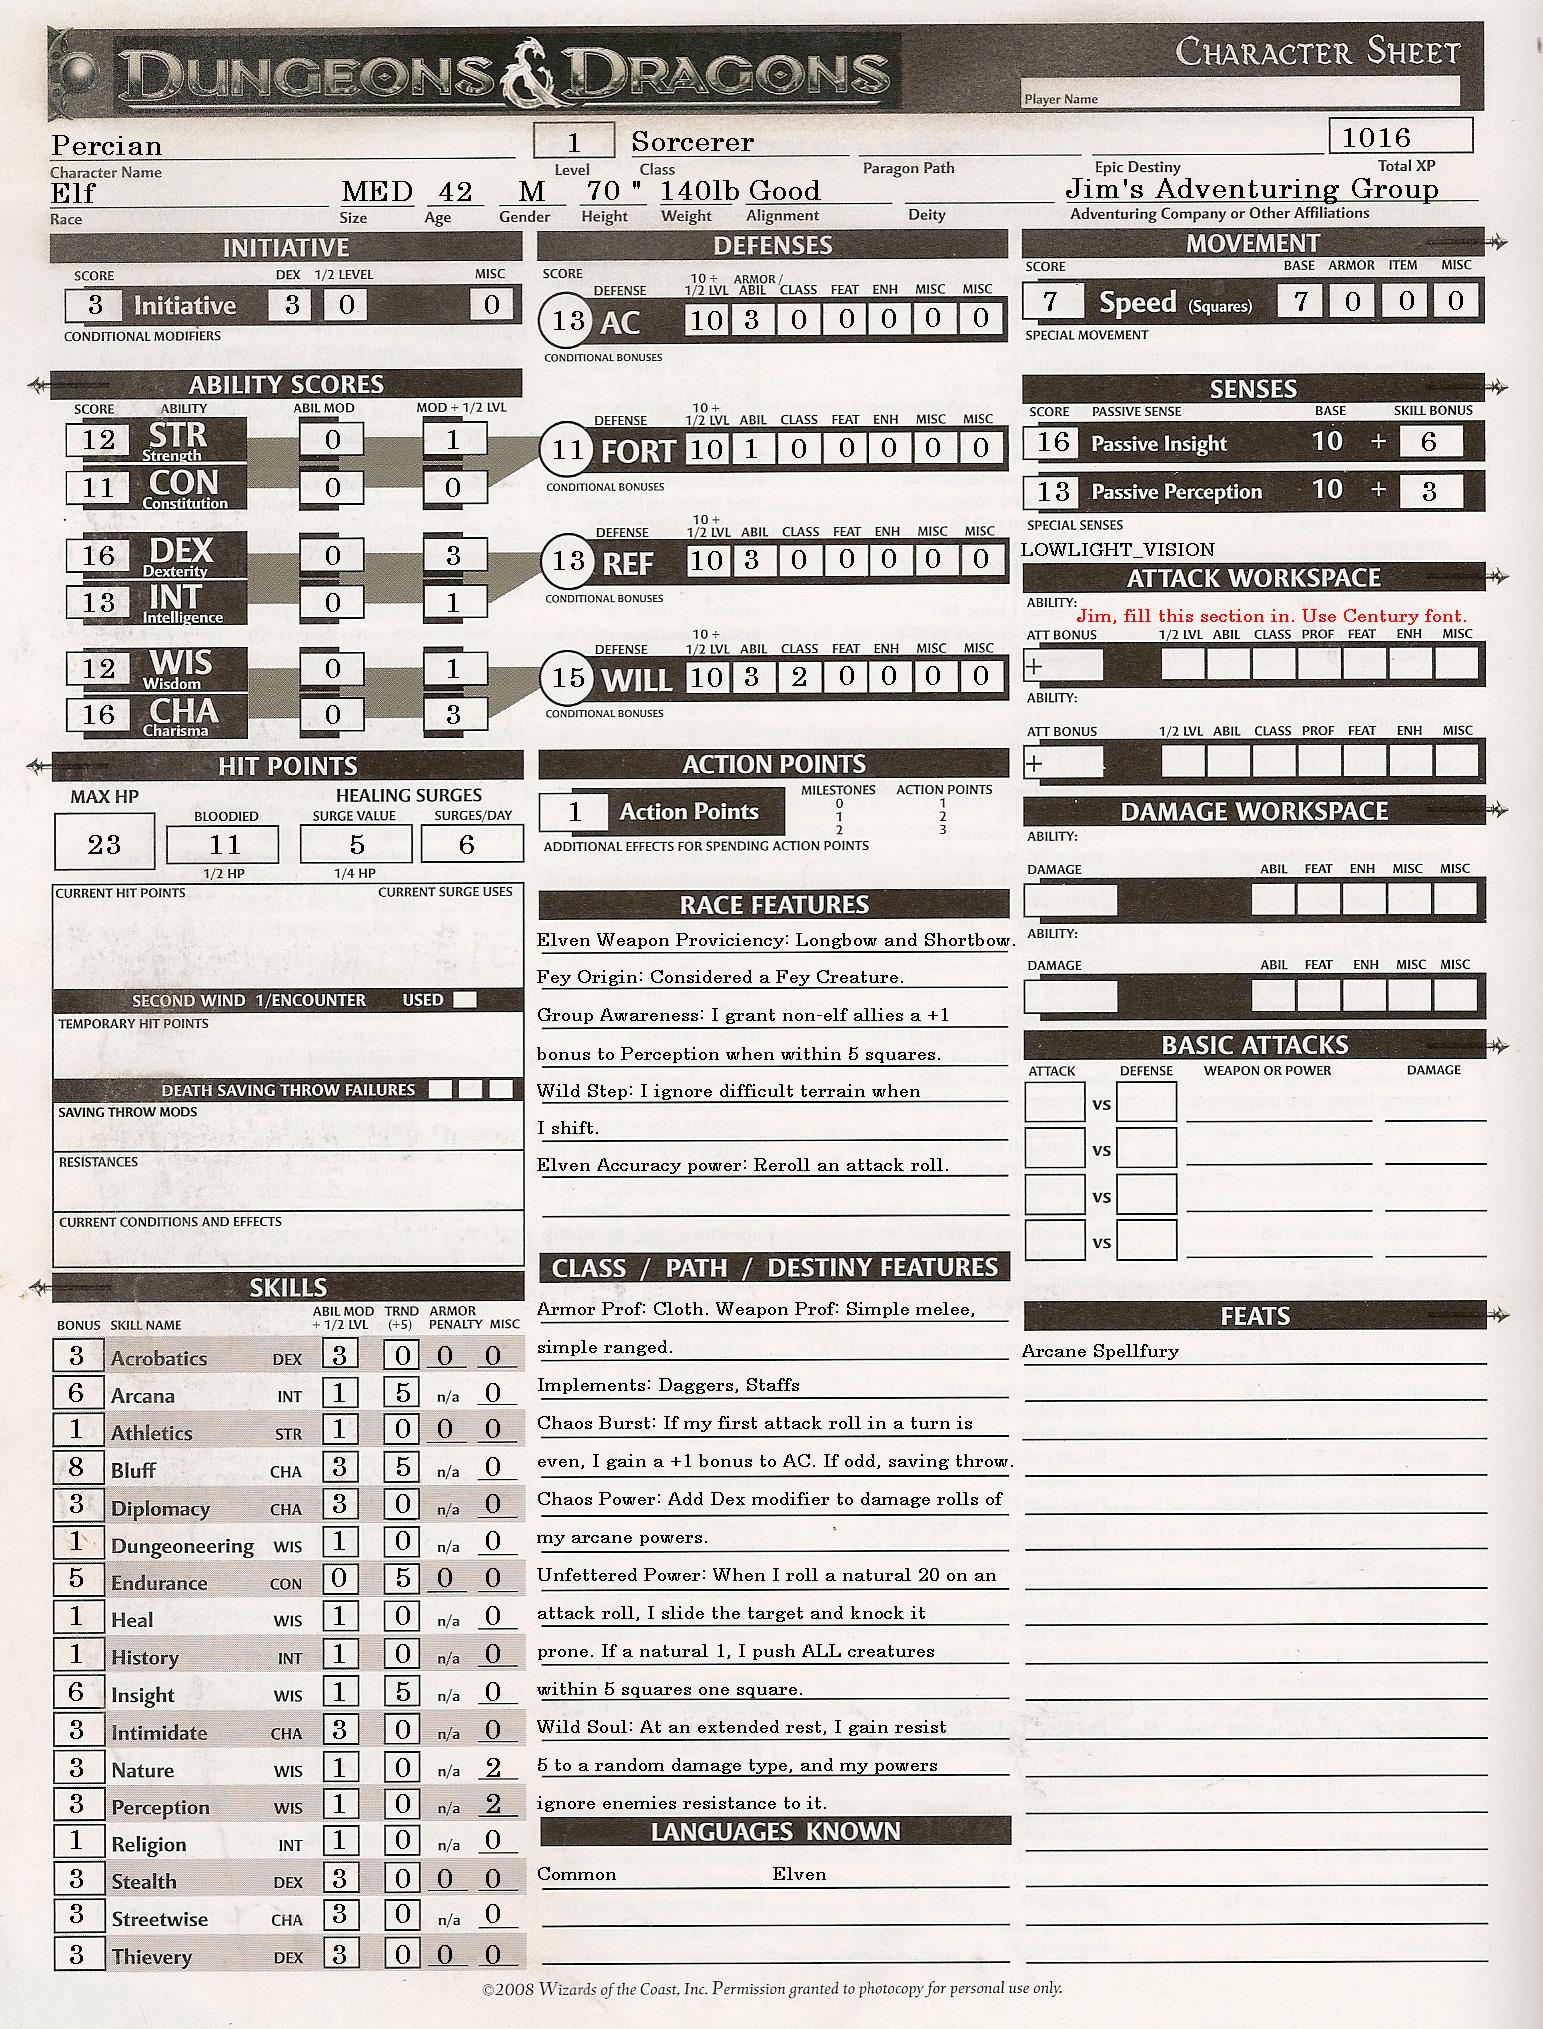 DUNGEONS & DRAGONS
CHARACTER SHEET
Player Name
Percian 1 Sorcerer 1016
Character Name Level Class Paragon Path Epic Destiny Total XP
Elf MED 42 M 70 " 140lb Good Jim's Adventuring Group
Race Size Age Gender Height Weight Alignment Deity Adventuring Company or Other Affiliations
INITIATIVE
SCORE DEX 1/2 LEVEL MISC
3 Initiative 3 0 0
CONDITIONAL MODIFIERS
ABILITY SCORES
SCORE ABILITY ABIL MOD MOD + 1/2 LVL
12 STR 0 1
Strength
11 CON 0 0
Constitution
16 DEX 0 3
Dexterity
13 INT 0 1
Intelligence
12 WIS 0 1
Wisdom
16 CHA 0 3
Charisma
HIT POINTS
MAX HP HEALING SURGES
BLOODIED SURGE VALUE SURGES/DAY
23 11 5 6
1/2 HP 1/4 HP
CURRENT HIT POINTS CURRENT SURGE USES
SECOND WIND 1/ENCOUNTER USED
TEMPORARY HIT POINTS
DEATH SAVING THROW FAILURES
SAVING THROW MODS
RESISTANCES
CURRENT CONDITIONS AND EFFECTS
SKILLS
ABIL MOD TRND ARMOR
BONUS SKILL NAME + 1/2 LVL (+5) PENALTY MISC
3 Acrobatics DEX 3 0 0 0
6 Arcana INT 1 5 n/a 0
1 Athletics STR 1 0 0 0
8 Bluff CHA 3 5 n/a 0
3 Diplomacy CHA 3 0 n/a 0
1 Dungeoneering WIS 1 0 n/a 0
5 Endurance CON 0 5 0 0
1 Heal WIS 1 0 n/a 0
1 History INT 1 0 n/a 0
6 Insight WIS 1 5 n/a 0
3 Intimidate CHA 3 0 n/a 0
3 Nature WIS 1 0 n/a 2
3 Perception WIS 1 0 n/a 2
1 Religion INT 1 0 n/a 0
3 Stealth DEX 3 0 0 0
3 Streetwise CHA 3 0 n/a 0
3 Thievery DEX 3 0 0 0
DEFENSES
10 + ARMOR /
SCORE DEFENSE 1/2 LVL ABIL CLASS FEAT ENH MISC MISC
13 AC 10 3 0 0 0 0 0
CONDITIONAL BONUSES
10 +
DEFENSE 1/2 LVL ABIL CLASS FEAT ENH MISC MISC
11 FORT 10 1 0 0 0 0 0
CONDITIONAL BONUSES
10 +
DEFENSE 1/2 LVL ABIL CLASS FEAT ENH MISC MISC
13 REF 10 3 0 0 0 0 0
CONDITIONAL BONUSES
10 +
DEFENSE 1/2 LVL ABIL CLASS FEAT ENH MISC MISC
15 WILL 10 3 2 0 0 0 0
CONDITIONAL BONUSES
ACTION POINTS
MILESTONES ACTION POINTS
1 Action Points 0 1
1 2
2 3
ADDITIONAL EFFECTS FOR SPENDING ACTION POINTS
RACE FEATURES
Elven Weapon Proviciency: Longbow and Shortbow.
Fey Origin: Considered a Fey Creature.
Group Awareness: I grant non-elf allies a +1
bonus to Perception when within 5 squares.
Wild Step: I ignore difficult terrain when
I shift.
Elven Accuracy power: Reroll an attack roll.
CLASS / PATH / DESTINY FEATURES
Armor Prof: Cloth. Weapon Prof: Simple melee,
simple ranged.
Implements: Daggers, Staffs
Chaos Burst: If my first attack roll in a turn is
even, I gain a +1 bonus to AC. If odd, saving throw.
Chaos Power: Add Dex modifier to damage rolls of
my arcane powers.
Unfettered Power: When I roll a natural 20 on an
attack roll, I slide the target and knock it
prone. If a natural 1, I push ALL creatures
within 5 squares one square.
Wild Soul: At an extended rest, I gain resist
5 to a random damage type, and my powers
ignore enemies resistance to it.
LANGUAGES KNOWN
Common Elven
MOVEMENT
SCORE BASE ARMOR ITEM MISC
7 Speed (Squares) 7 0 0 0
SPECIAL MOVEMENT
SENSES
SCORE PASSIVE SENSE BASE SKILL BONUS
16 Passive Insight 10 + 6
13 Passive Perception 10 + 3
SPECIAL SENSES
LOWLIGHT_VISION
ATTACK WORKSPACE
ABILITY:
Jim, fill this section in. Use Century font.
ATT BONUS 1/2 LVL ABIL CLASS PROF FEAT ENH MISC
+
ABILITY:
ATT BONUS 1/2 LVL ABIL CLASS PROF FEAT ENH MISC
+
DAMAGE WORKSPACE
ABILITY:
DAMAGE ABIL FEAT ENH MISC MISC
ABILITY:
DAMAGE ABIL FEAT ENH MISC MISC
BASIC ATTACKS
ATTACK DEFENSE WEAPON OR POWER DAMAGE
VS
VS
VS
VS
FEATS
Arcane Spellfury
©2008 Wizards of the Coast, Inc. Permission granted to photocopy for personal use only.